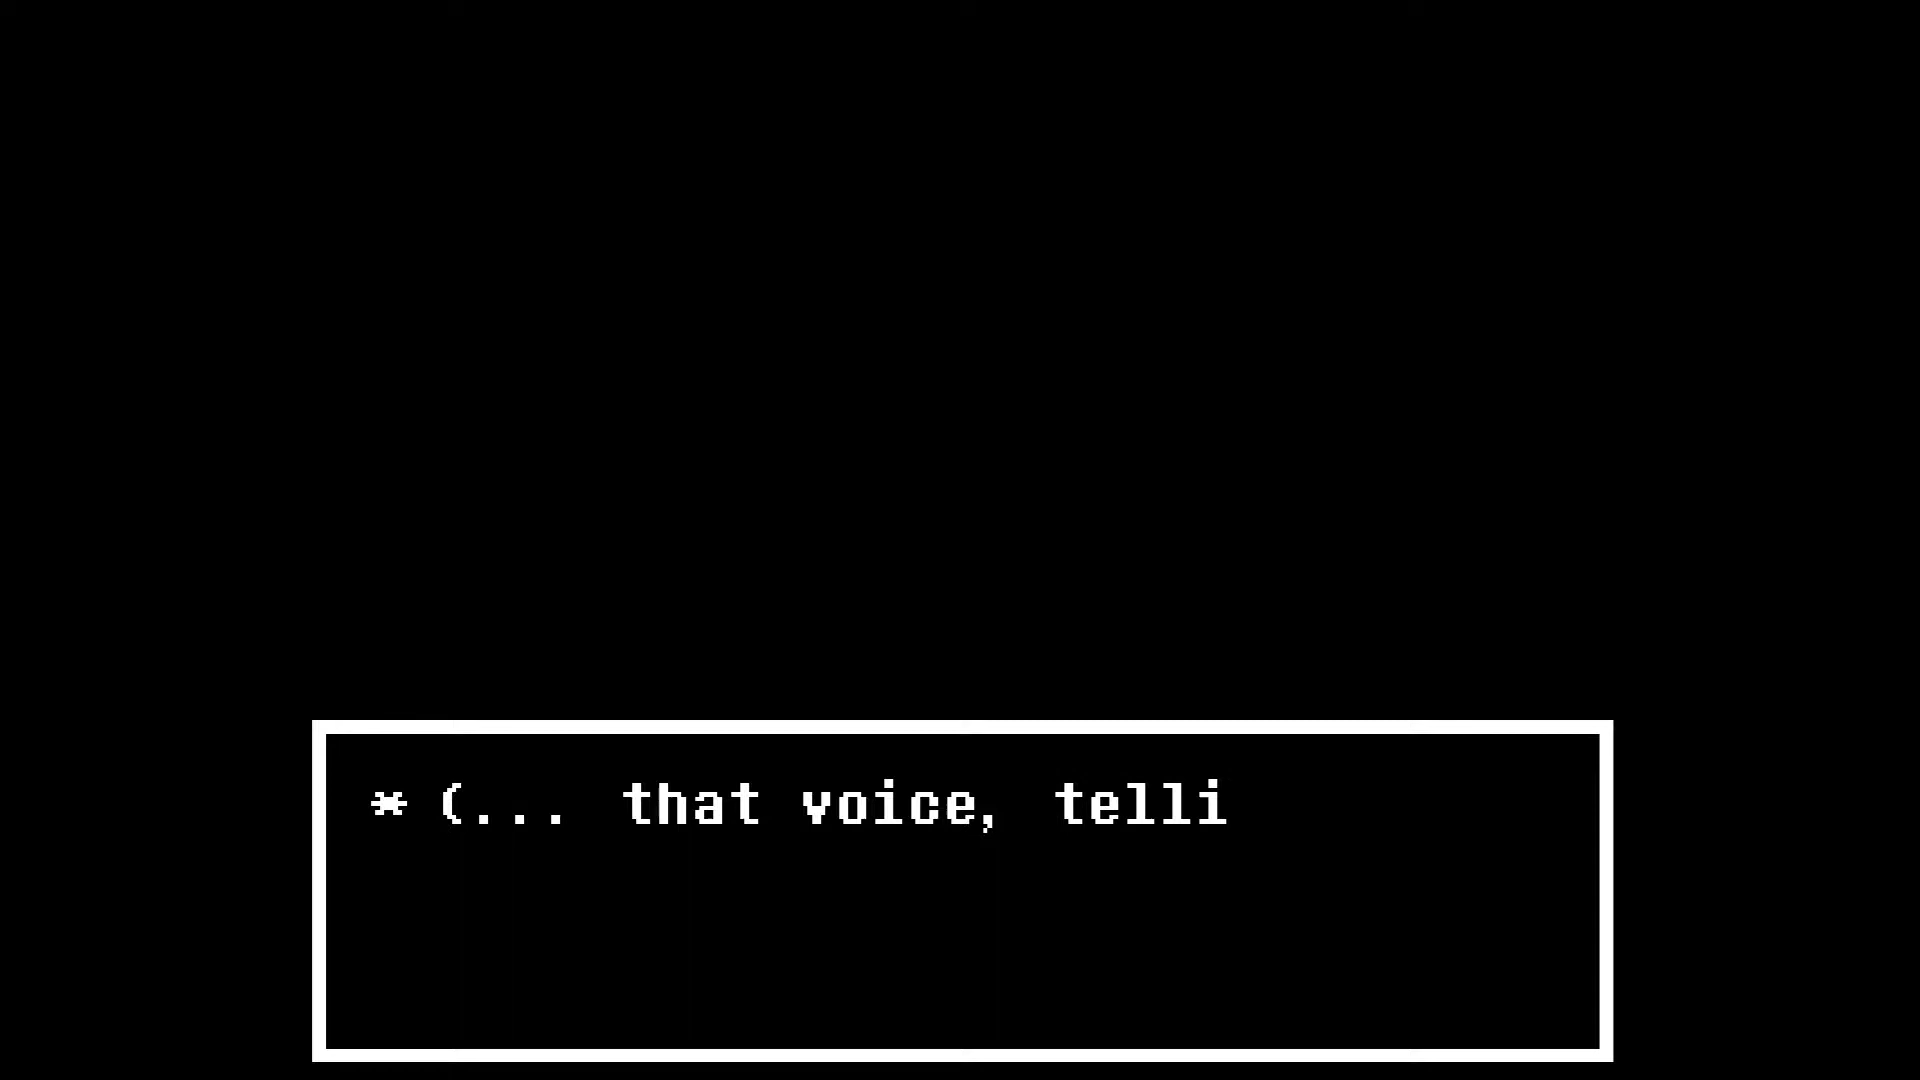 * (... that voice, telli